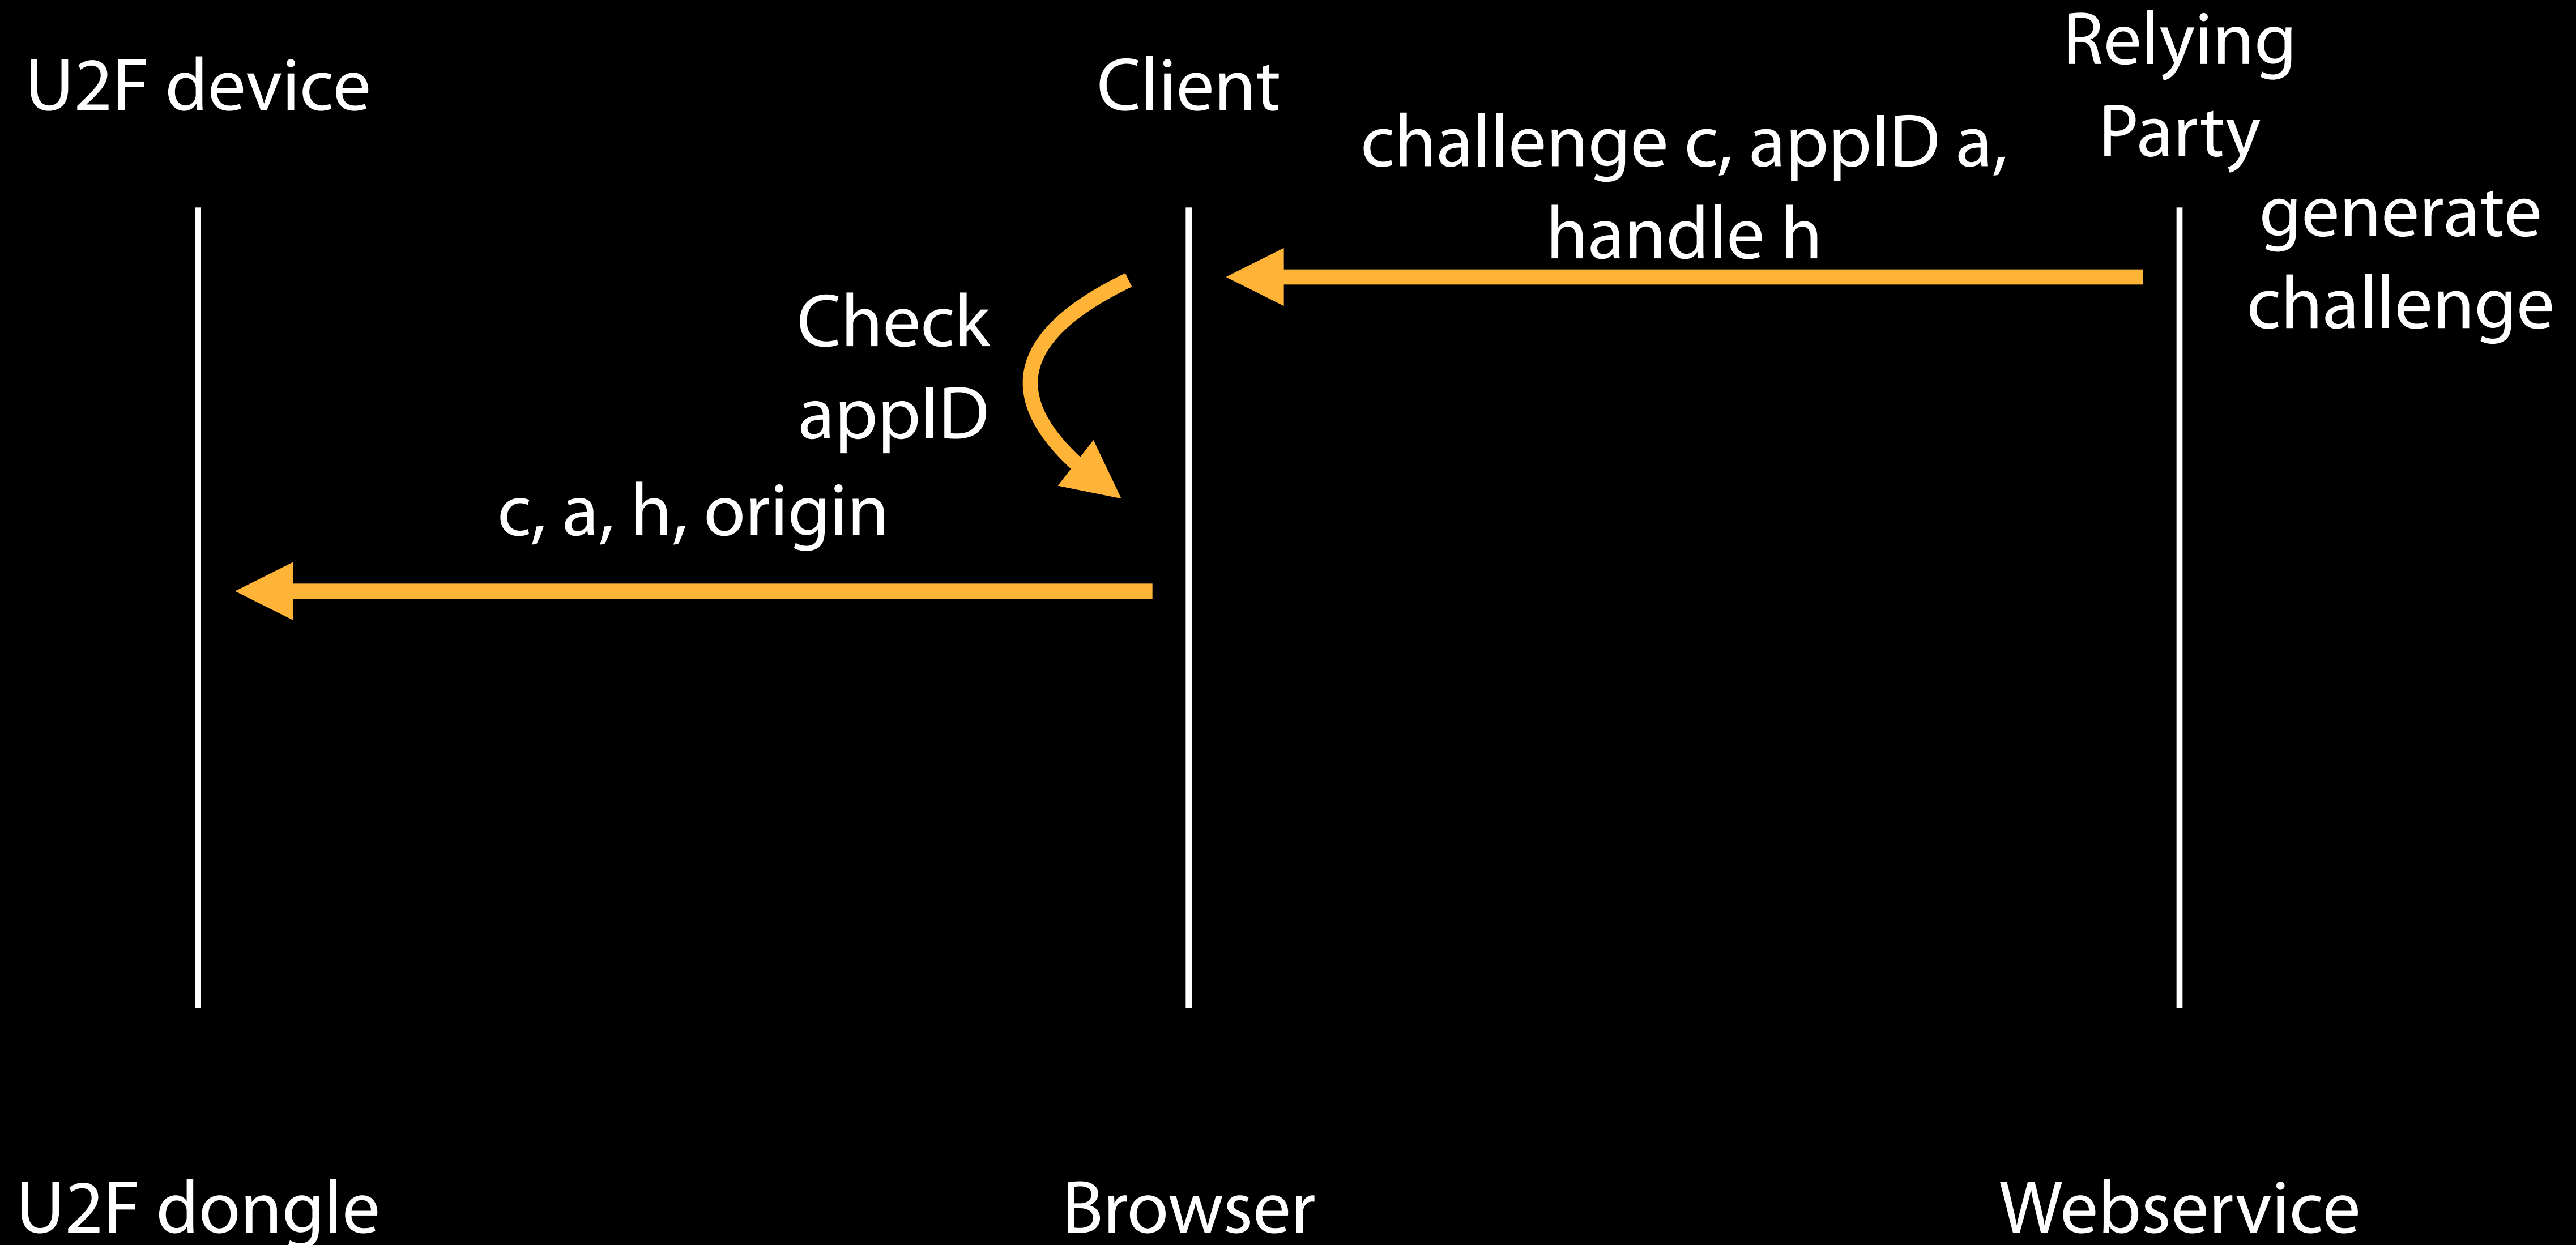 U2F device
Client
Relying
Party
challenge c, appID a,
handle h
generate
challenge
Check
appID
c, a, h, origin
U2F dongle
Browser
Webservice